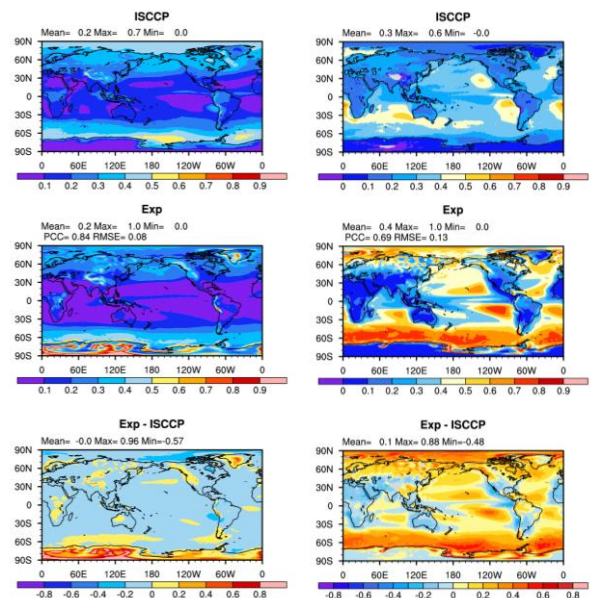 ISCCP
Mean= 0.2 Max= 0.7 Min= 0.0
90N
60N
30N
0
30S
60S
90S
0 60E 120E 180 120W 60W 0
0.1 0.2 0.3 0.4 0.5 0.6 0.7 0.8 0.9
ISCCP
Mean= 0.3 Max= 0.6 Min= -0.0
90N
60N
30N
0
30S
60S
90S
60E 120E 180 120W 60W 0
0 0.1 0.2 0.3 0.4 0.5 0.6 0.7 0.8 0.9
Exp
Mean= 0.2 Max= 1.0 Min= 0.0
PCC= 0.84 RMSE= 0.08
90N
60N
30N
0
30S
60S
90S
0 60E 120E 180 120W 60W 0
0.1 0.2 0.3 0.4 0.5 0.6 0.7 0.8 0.9
Exp
Mean= 0.4 Max= 1.0 Min= 0.0
PCC= 0.69 RMSE= 0.13
90N
60N
30N
0
30S
60S
90S
60E 120E 180 120W 60W 0
0 0.1 0.2 0.3 0.4 0.5 0.6 0.7 0.8 0.9
Exp - ISCCP
Mean= -0.0 Max= 0.96 Min=-0.57
90N
60N
30N
0
30S
60S
90S
0 60E 120E 180 120W 60W 0
-0.8 -0.6 -0.4 -0.2 0 0.2 0.4 0.6 0.8
Exp - ISCCP
Mean= 0.1 Max= 0.88 Min=-0.48
90N
60N
30N
0
30S
60S
90S
60E 120E 180 120W 60W 0
-0.8 -0.6 -0.4 -0.2 0 0.2 0.4 0.6 0.8